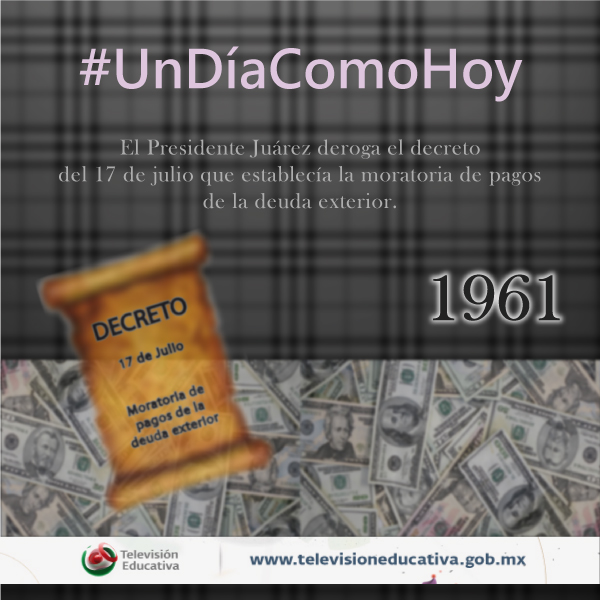 #UnDíaComoHoy
El Presidente Juárez deroga el decreto
del 17 de julio que establecía la moratoria de pagos
de la deuda exterior.
1961
DECRETO
17 de Julio
Moratoria de
pagos de la
deuda exterior
Televisión
Educativa
www.televisioneducativa.gob.mx